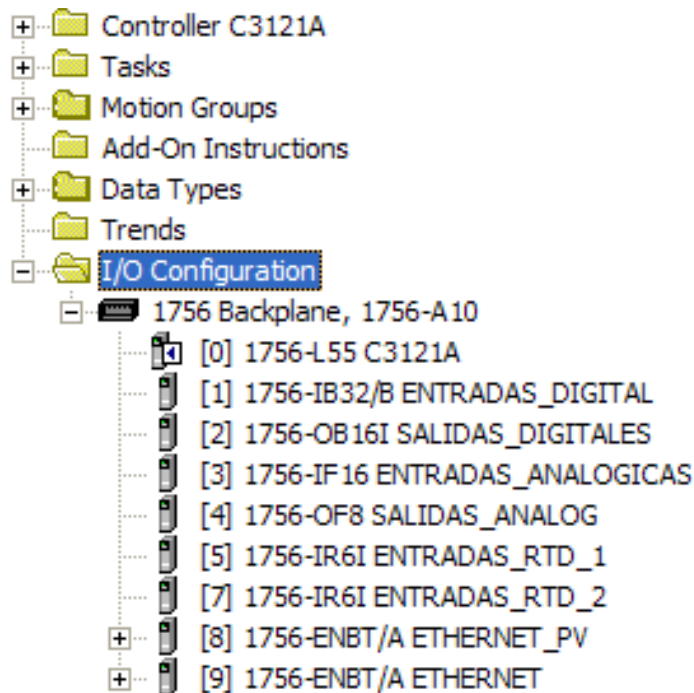 Controller C3121A
Tasks
Motion Groups
Add-On Instructions
Data Types
Trends
I/O Configuration
1756 Backplane, 1756-A10
[0] 1756-L55 C3121A
[1] 1756-IB32/B ENTRADAS_DIGITAL
[2] 1756-OB16I SALIDAS_DIGITALES
[3] 1756-IF16 ENTRADAS_ANALOGICAS
[4] 1756-OF8 SALIDAS_ANALOG
[5] 1756-IR6I ENTRADAS_RTD_1
[7] 1756-IR6I ENTRADAS_RTD_2
[8] 1756-ENBT/A ETHERNET_PV
[9] 1756-ENBT/A ETHERNET